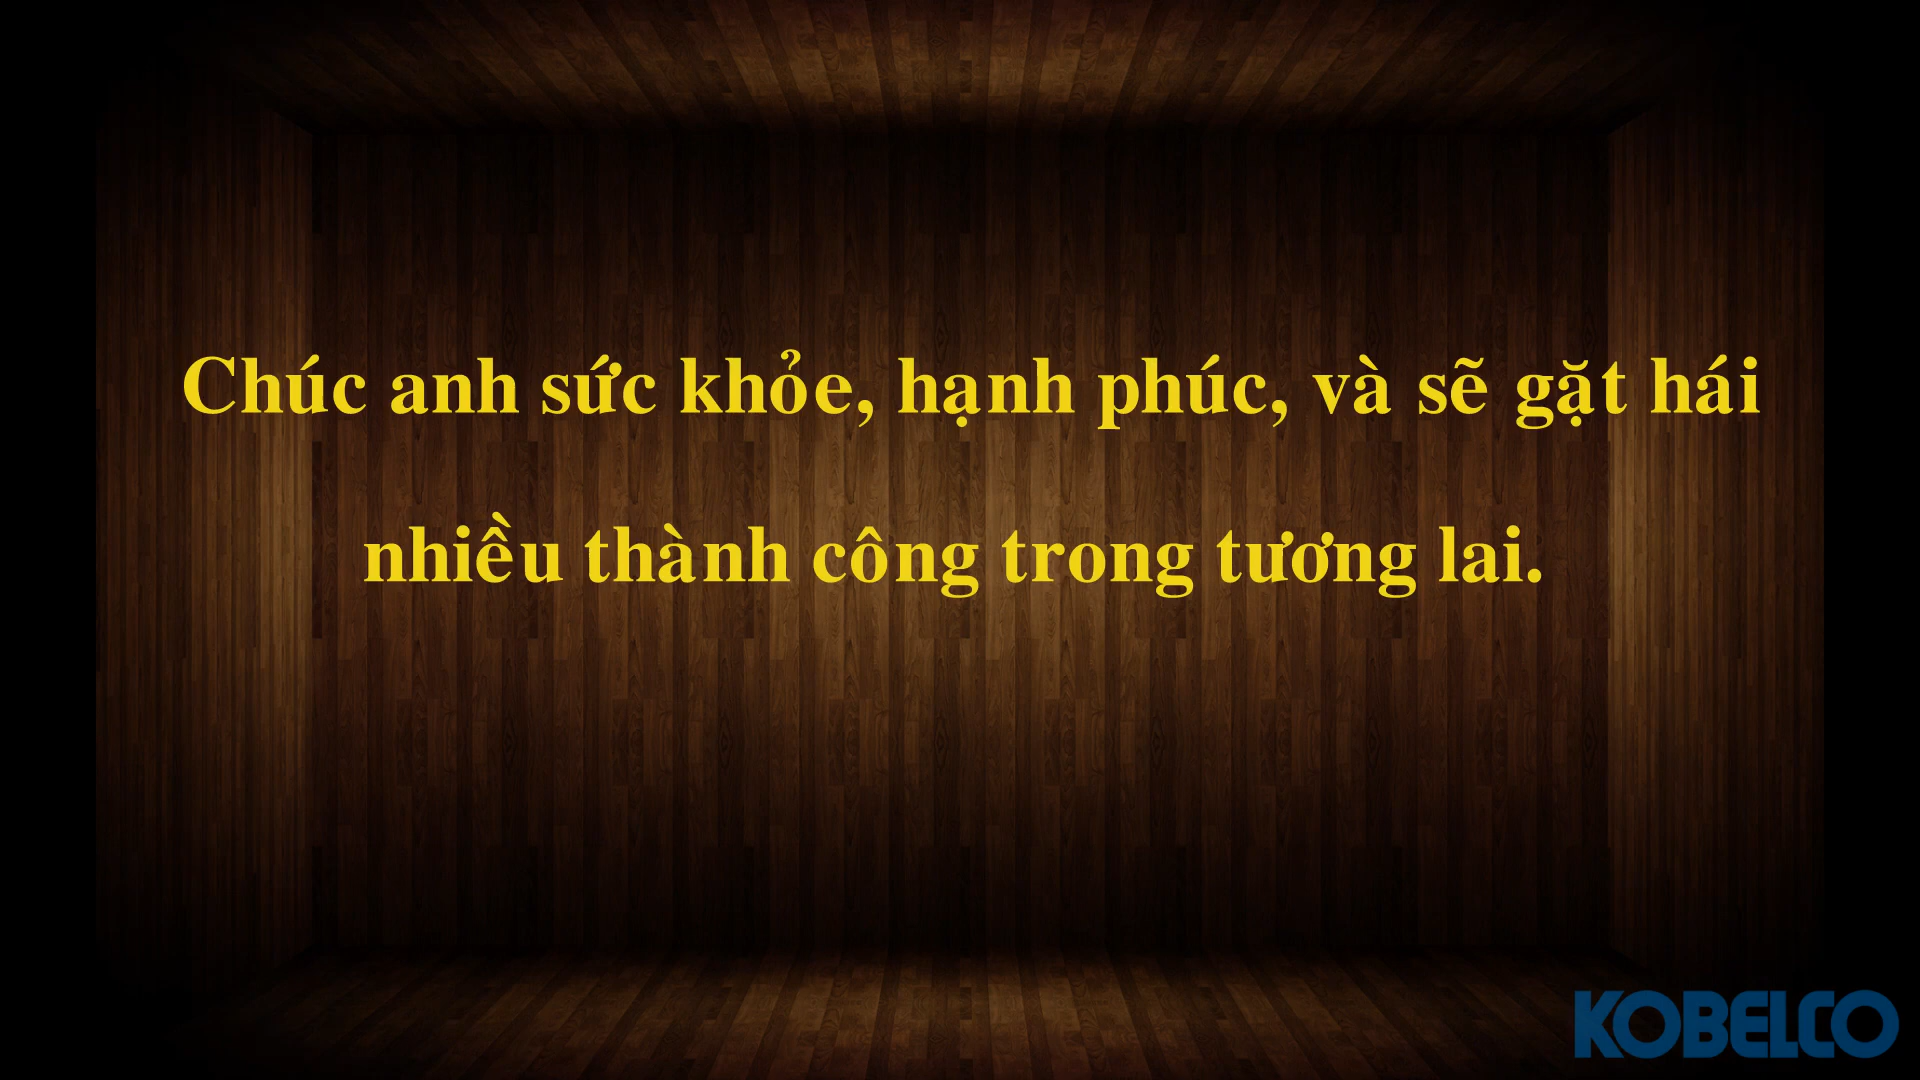 Chúc anh sức khỏe, hạnh phúc, và sẽ gặt hái
nhiều thành công trong tương lai.
KOBELCO